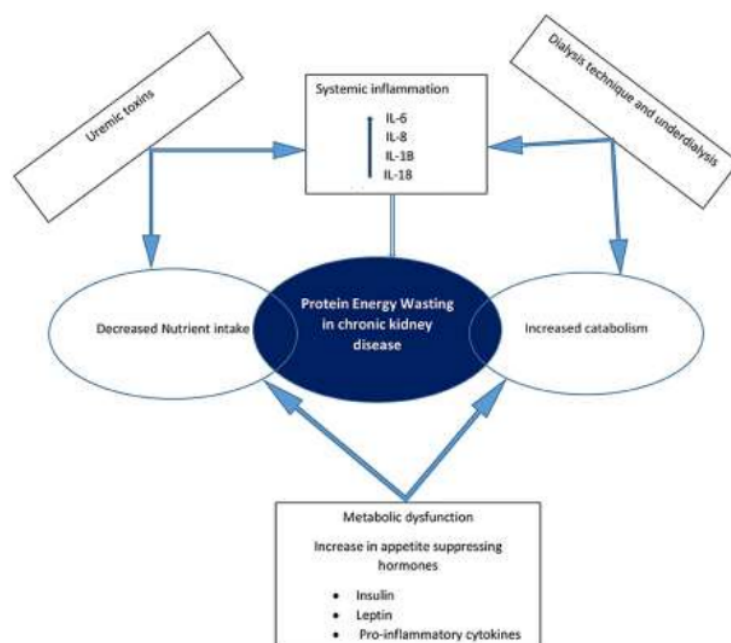 Uremic toxins
Systemic inflammation
IL-6
IL-8
IL-1B
IL-18
Dialysis technique and underdialysis
Decreased Nutrient intake
Protein Energy Wasting
in chronic kidney
disease
Increased catabolism
Metabolic dysfunction
Increase in appetite suppressing
hormones
• Insulin
• Leptin
• Pro-inflammatory cytokines